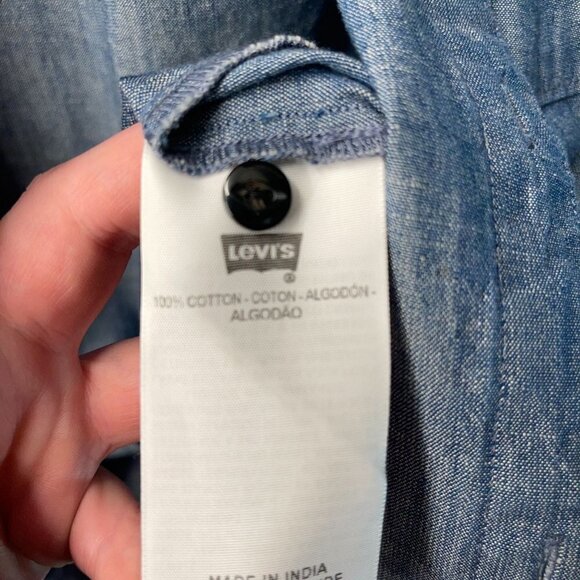 LEVI'S
®
100% COTTON - COTON - ALGODÓN -
ALGODÃO
MADE IN INDIA